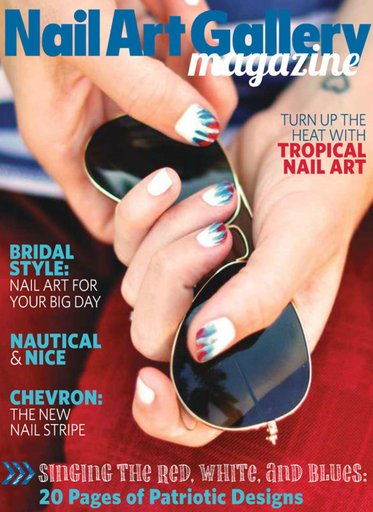 Nail Art Gallery
magazine
TURN UP THE
HEAT WITH
TROPICAL
NAIL ART
BRIDAL
STYLE:
NAIL ART FOR
YOUR BIG DAY
NAUTICAL
& NICE
CHEVRON:
THE NEW
NAIL STRIPE
SINGING THE RED, WHITE, and BLUES:
20 Pages of Patriotic Designs